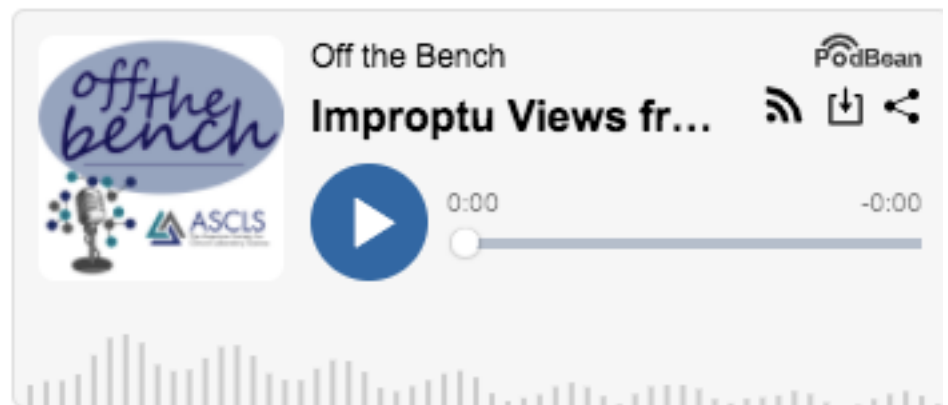 Off the Bench
PodBean
Improptu Views fr...
off the
bench
0:00
-0:00
ASCLS